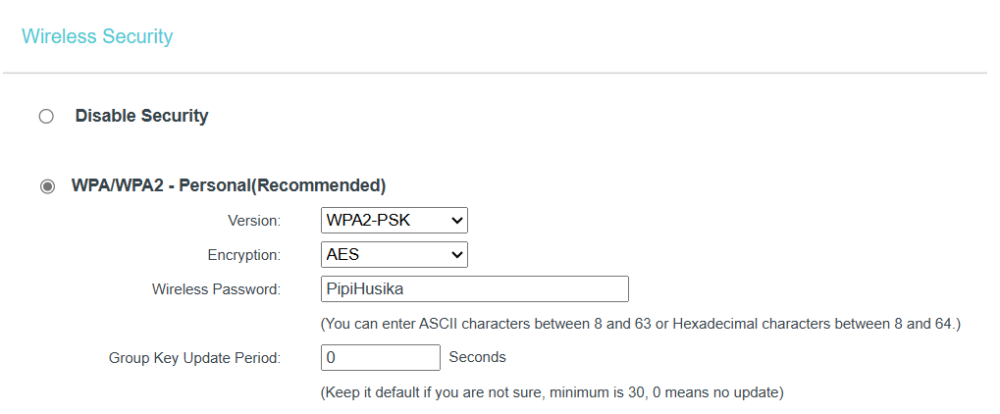 Wireless Security
Disable Security
WPA/WPA2 - Personal(Recommended)
Version: WPA2-PSK
Encryption: AES
Wireless Password: PipiHusika
(You can enter ASCII characters between 8 and 63 or Hexadecimal characters between 8 and 64.)
Group Key Update Period: 0 Seconds
(Keep it default if you are not sure, minimum is 30, 0 means no update)